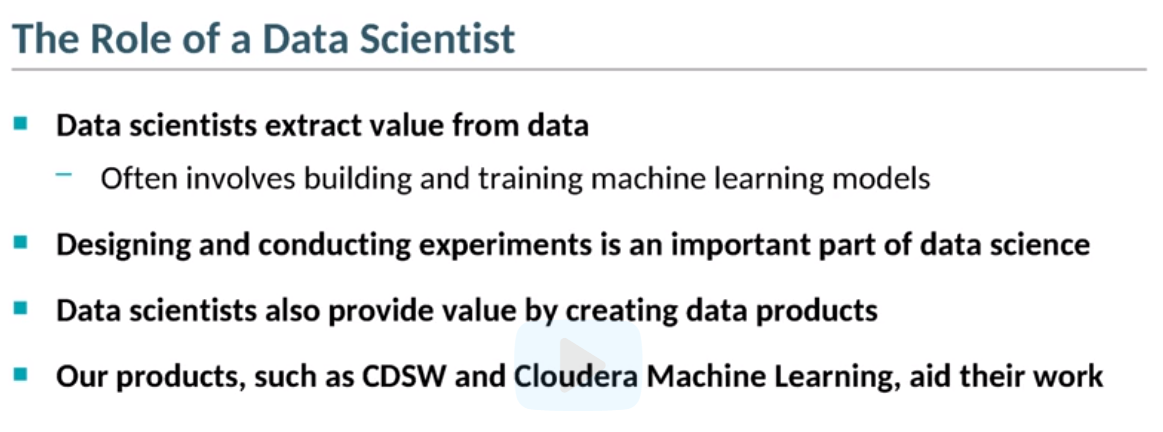 The Role of a Data Scientist
Data scientists extract value from data
– Often involves building and training machine learning models
Designing and conducting experiments is an important part of data science
Data scientists also provide value by creating data products
Our products, such as CDSW and Cloudera Machine Learning, aid their work